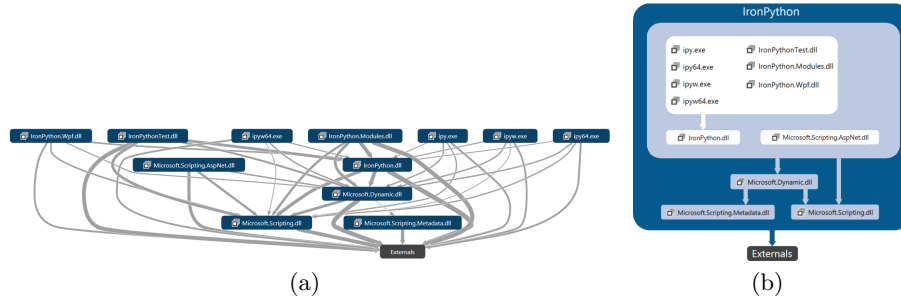 IronPython.Wpf.dll IronPythonTest.dll ipyw64.exe IronPython.Modules.dll ipy.exe ipyw.exe ipy64.exe
Microsoft.Scripting.AspNet.dll IronPython.dll
Microsoft.Dynamic.dll
Microsoft.Scripting.dll Microsoft.Scripting.Metadata.dll
Externals
(a)
IronPython
ipy.exe IronPythonTest.dll
ipy64.exe IronPython.Modules.dll
ipyw.exe IronPython.Wpf.dll
ipyw64.exe
IronPython.dll Microsoft.Scripting.AspNet.dll
Microsoft.Dynamic.dll
Microsoft.Scripting.Metadata.dll Microsoft.Scripting.dll
Externals
(b)